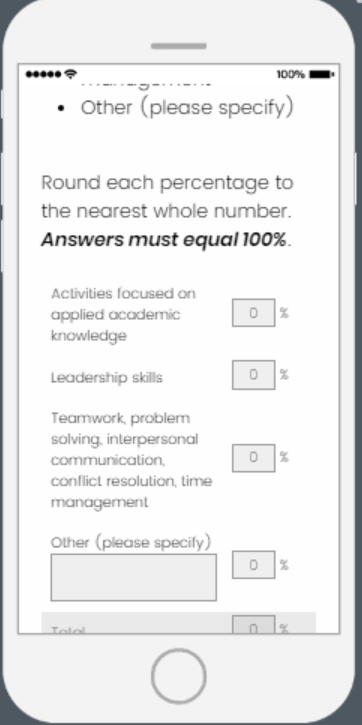 100%
• Other (please specify)
Round each percentage to
the nearest whole number.
Answers must equal 100%.
Activities focused on
applied academic
knowledge
0 %
Leadership skills
0 %
Teamwork, problem
solving, interpersonal
communication,
conflict resolution, time
management
0 %
Other (please specify)
0 %
Total
0 %